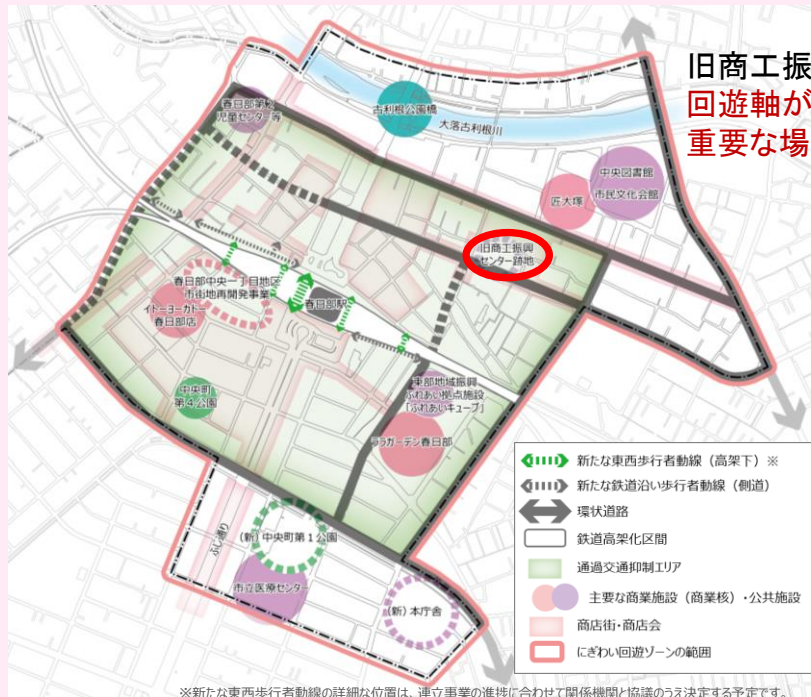 旧商工振
回遊軸が
重要な場
春日部第2
児童センター等
古利根公園橋
大落古利根川
中央図書館
市民文化会館
匠大塚
旧商工振興
センター跡地
春日部中央一丁目地区
市街地再開発事業
イトーヨーカドー
春日部店
春日部駅
中央町
第4公園
東部地域振興
ふれあい拠点施設
「ふれあいキューブ」
ララガーデン春日部
ふじ通り
(新)中央町第1公園
市立医療センター
(新)本庁舎
新たな東西歩行者動線(高架下)※
新たな鉄道沿い歩行者動線(側道)
環状道路
鉄道高架化区間
通過交通抑制エリア
主要な商業施設(商業核)・公共施設
商店街・商店会
にぎわい回遊ゾーンの範囲
※新たな東西歩行者動線の詳細な位置は、連立事業の進捗に合わせて関係機関と協議のうえ決定する予定です。